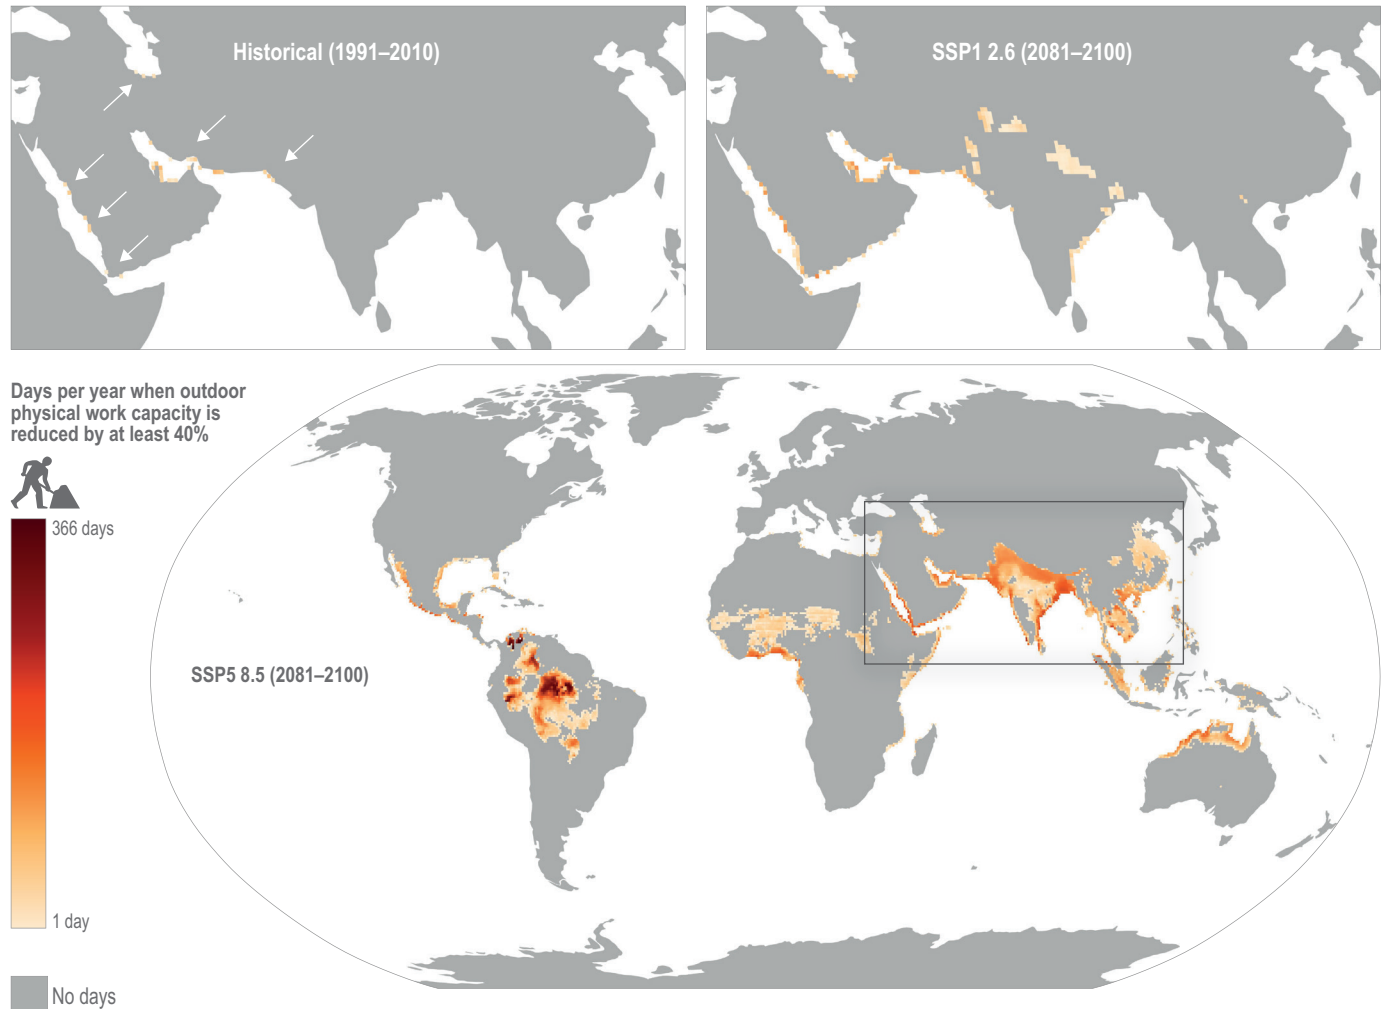 Historical (1991–2010)
SSP1 2.6 (2081–2100)
Days per year when outdoor
physical work capacity is
reduced by at least 40%
366 days
SSP5 8.5 (2081–2100)
1 day
No days